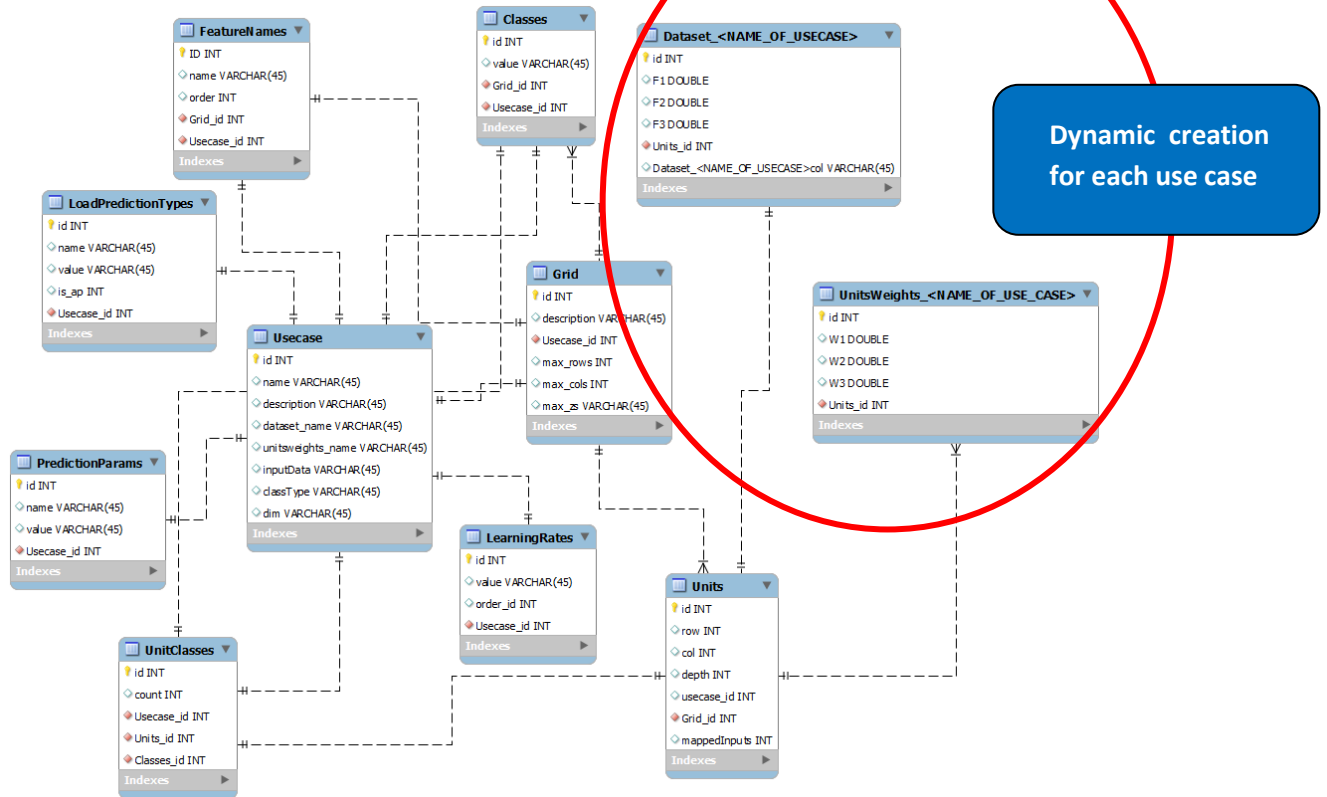 FeatureNames
ID INT
name VARCHAR(45)
order INT
Grid_id INT
Usecase_id INT
Indexes
Classes
id INT
value VARCHAR(45)
Grid_id INT
Usecase_id INT
Indexes
Dataset_<NAME_OF_USECASE>
id INT
F1 DOUBLE
F2 DOUBLE
F3 DOUBLE
Units_id INT
Dataset_<NAME_OF_USECASE>col VARCHAR(45)
Indexes
Dynamic creation
for each use case
LoadPredictionTypes
id INT
name VARCHAR(45)
value VARCHAR(45)
is_ap INT
Usecase_id INT
Indexes
Grid
id INT
description VARCHAR(45)
Usecase_id INT
max_rows INT
max_cols INT
max_zs VARCHAR(45)
Indexes
UnitsWeights_<NAME_OF_USE_CASE>
id INT
W1 DOUBLE
W2 DOUBLE
W3 DOUBLE
Units_id INT
Indexes
Usecase
id INT
name VARCHAR(45)
description VARCHAR(45)
dataset_name VARCHAR(45)
unitsweights_name VARCHAR(45)
inputData VARCHAR(45)
classType VARCHAR(45)
dim VARCHAR(45)
Indexes
PredictionParams
id INT
name VARCHAR(45)
value VARCHAR(45)
Usecase_id INT
Indexes
LearningRates
id INT
value VARCHAR(45)
order_id INT
Usecase_id INT
Indexes
Units
id INT
row INT
col INT
depth INT
usecase_id INT
Grid_id INT
mappedInputs INT
Indexes
UnitClasses
id INT
count INT
Usecase_id INT
Units_id INT
Classes_id INT
Indexes